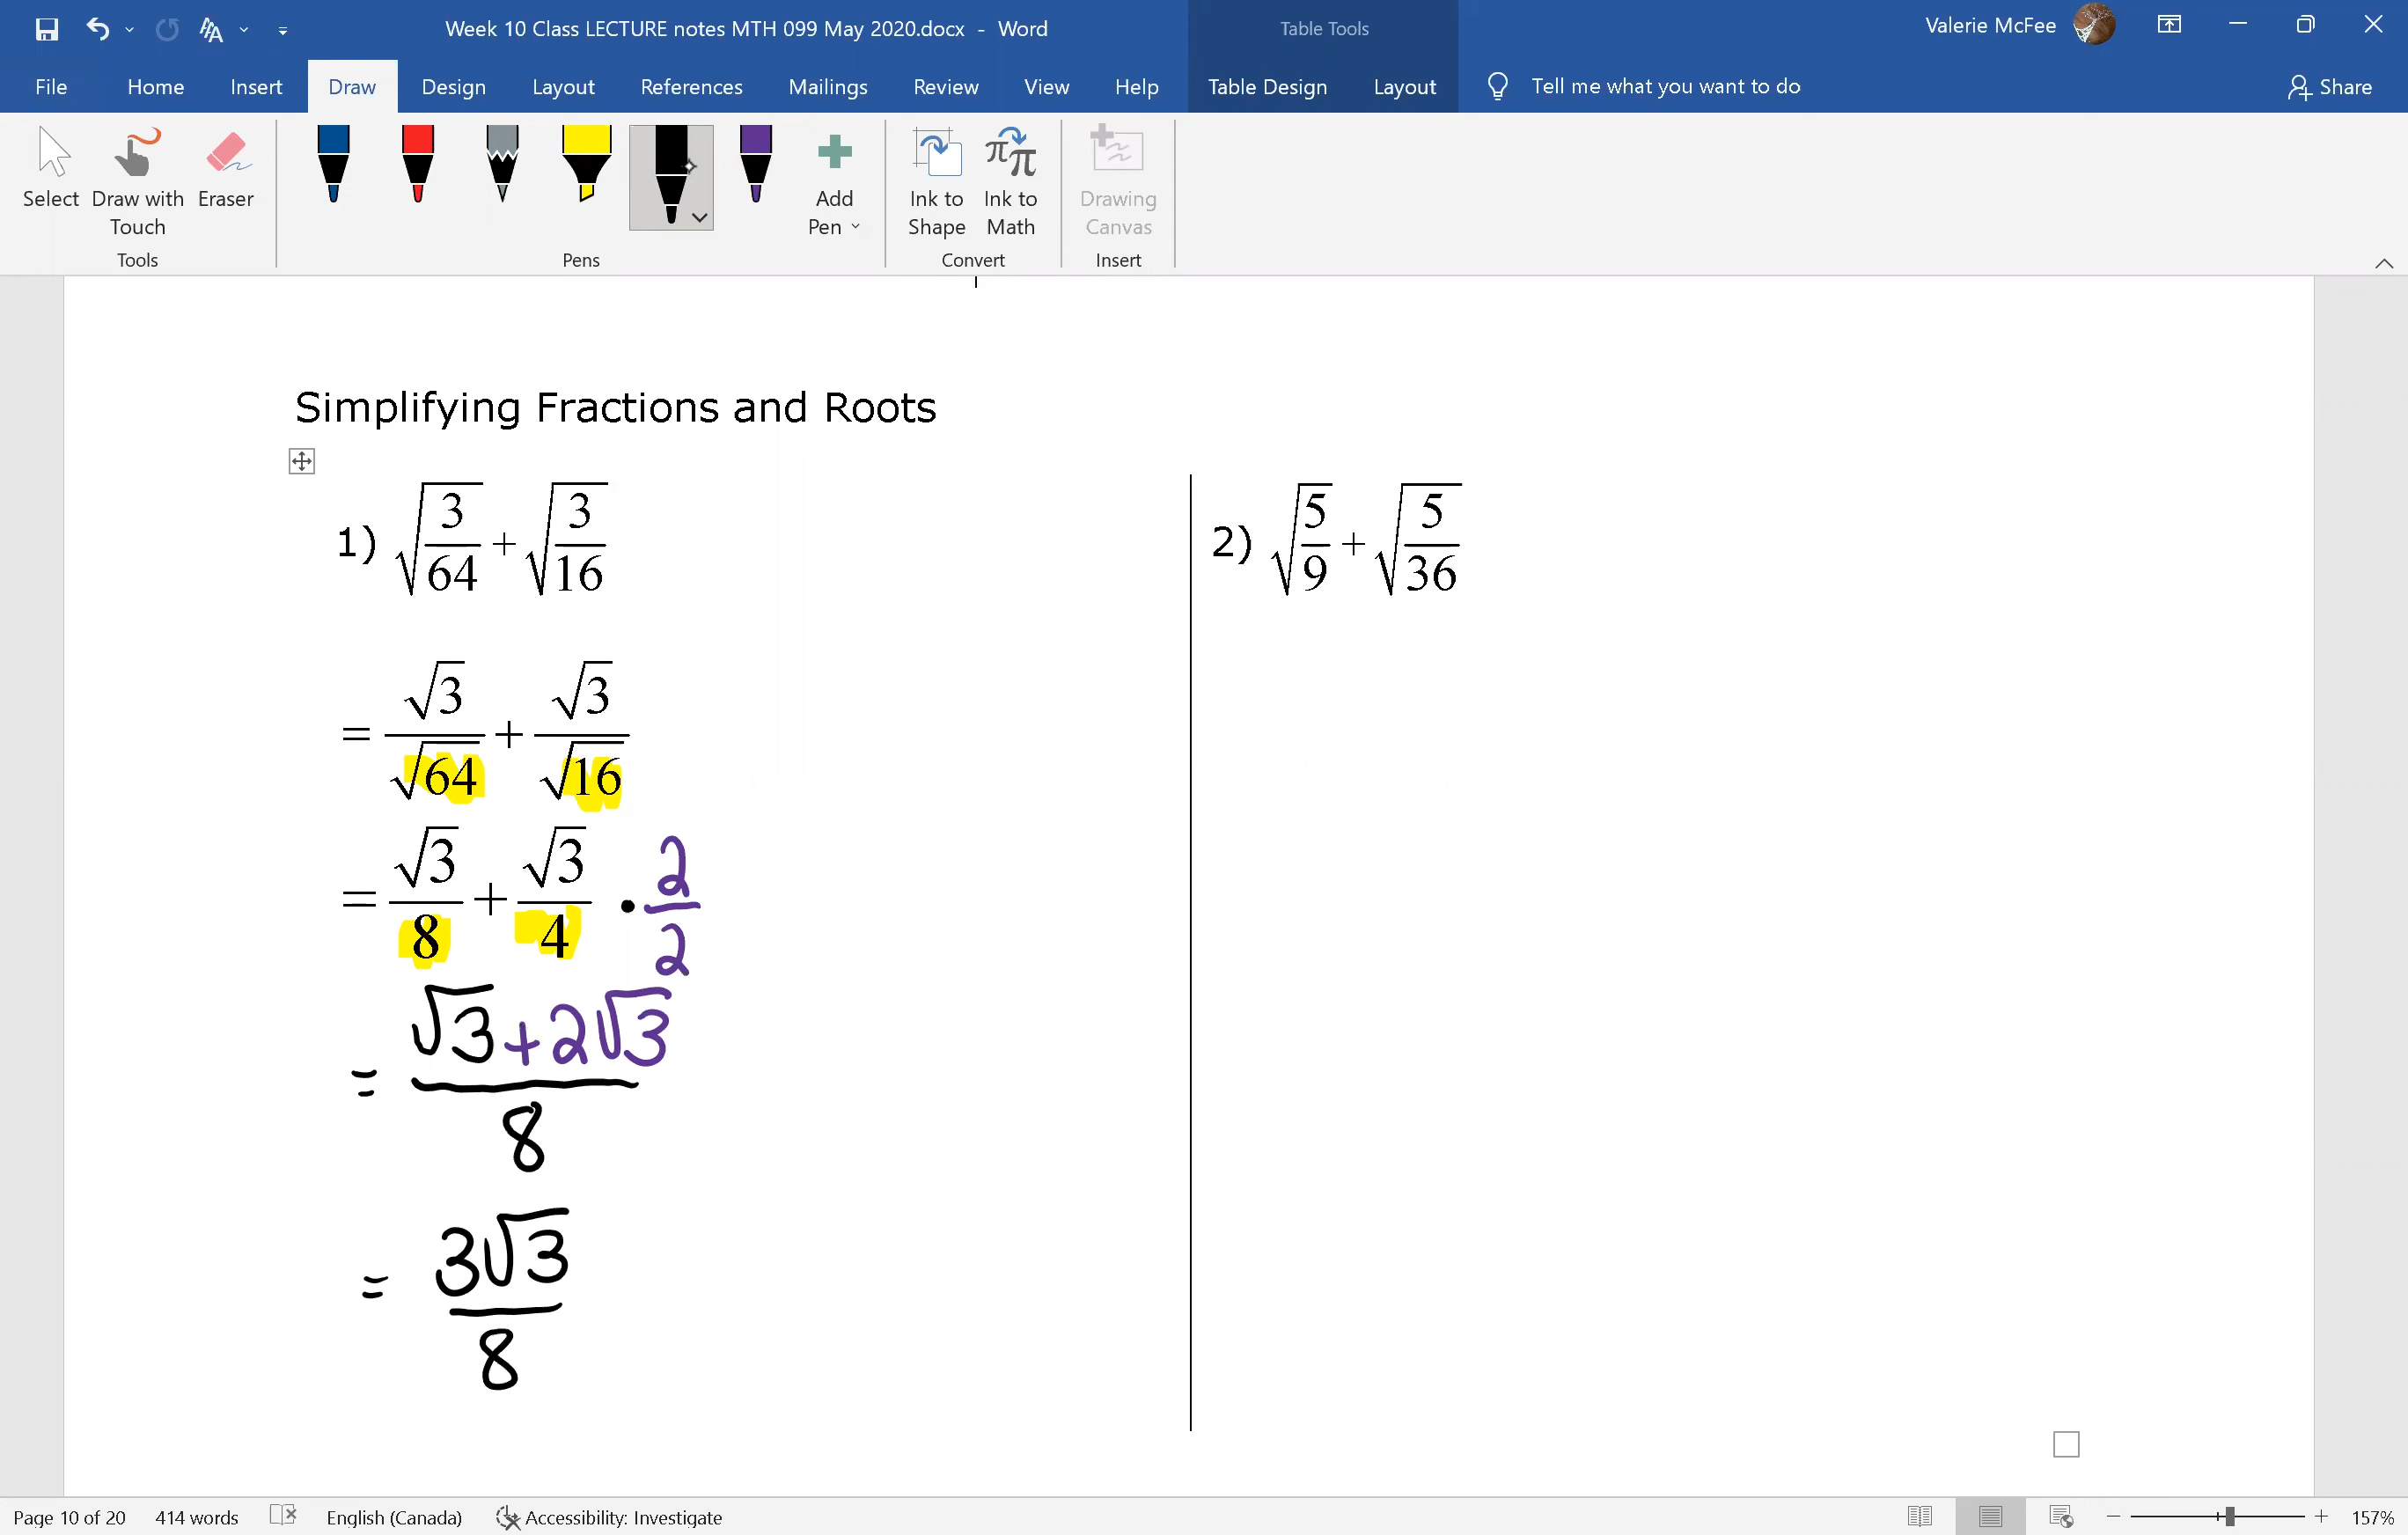 Week 10 Class LECTURE notes MTH 099 May 2020.docx - Word
Table Tools
Valerie McFee
File Home Insert Draw Design Layout References Mailings Review View Help Table Design Layout Tell me what you want to do Share
Select Draw with Touch Eraser
Add Pen
Ink to Shape Ink to Math
Drawing Canvas
Tools Pens Convert Insert
Simplifying Fractions and Roots
1) √(3/64) + √(3/16)
= √3/√64 + √3/√16
= √3/8 + √3/4 • 2/2
= (√3 + 2√3)/8
= 3√3/8
2) √(5/9) + √(5/36)
Page 10 of 20 414 words English (Canada) Accessibility: Investigate 157%